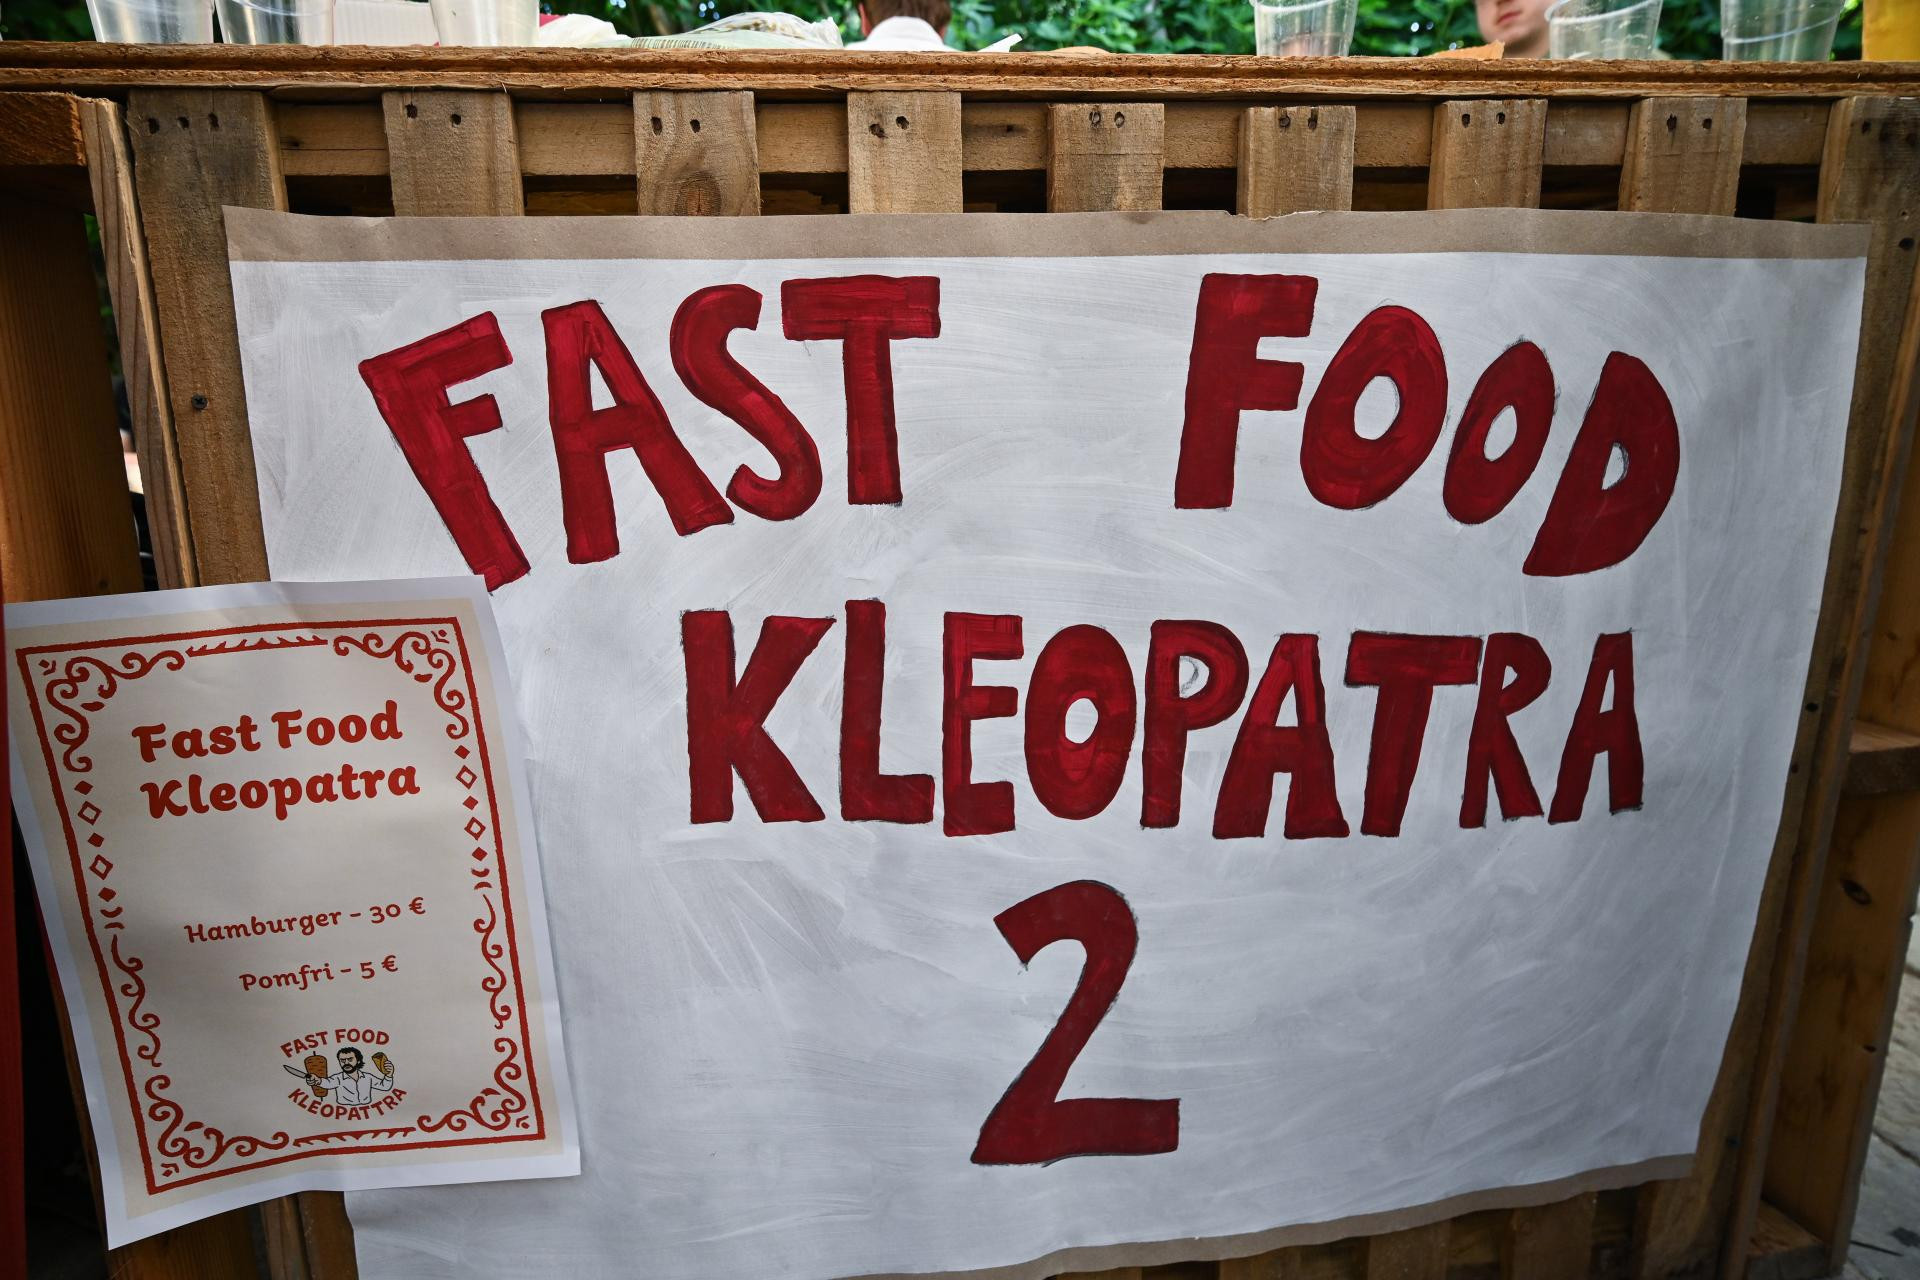 FAST FOOD
KLEOPATRA
2
Fast Food
Kleopatra
Hamburger - 30 €
Pomfri - 5 €
FAST FOOD
KLEOPATTRA